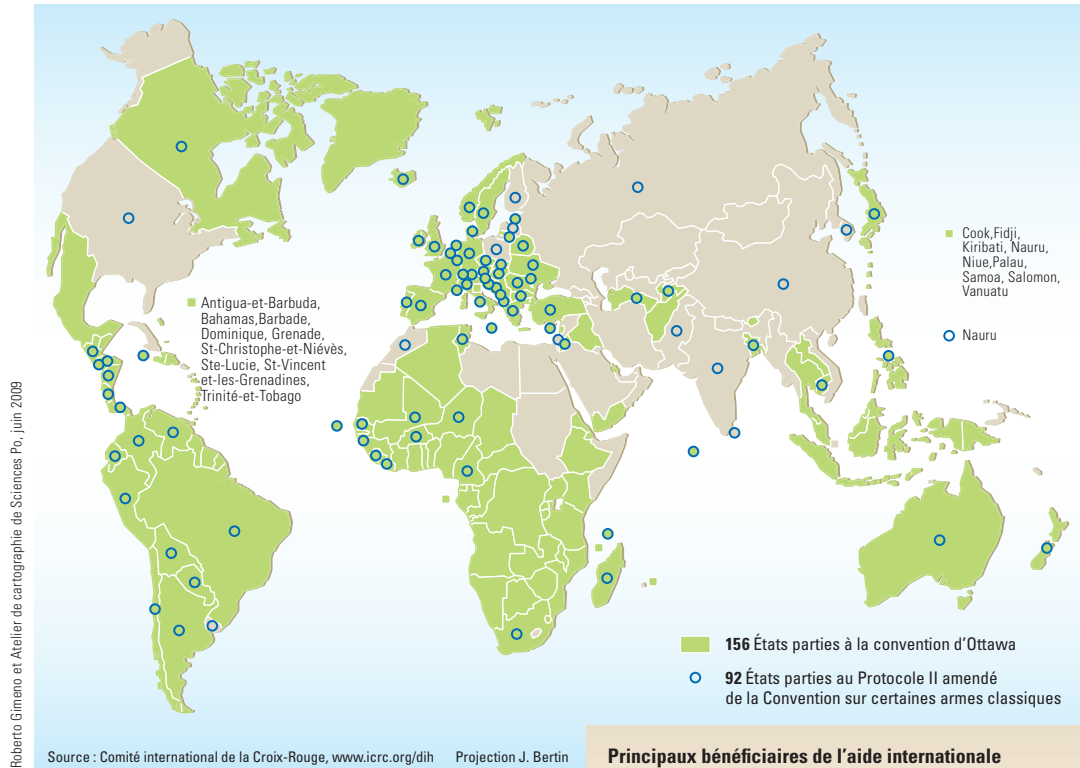 Antigua-et-Barbuda,
Bahamas,Barbade,
Dominique, Grenade,
St-Christophe-et-Niévès,
Ste-Lucie, St-Vincent
et-les-Grenadines,
Trinité-et-Tobago
Cook,Fidji,
Kiribati, Nauru,
Niue,Palau,
Samoa, Salomon,
Vanuatu
Nauru
156 États parties à la convention d'Ottawa
92 États parties au Protocole II amendé
de la Convention sur certaines armes classiques
Roberto Gimeno et Atelier de cartographie de Sciences Po, juin 2009
Source : Comité international de la Croix-Rouge, www.icrc.org/dih Projection J. Bertin
Principaux bénéficiaires de l'aide internationale